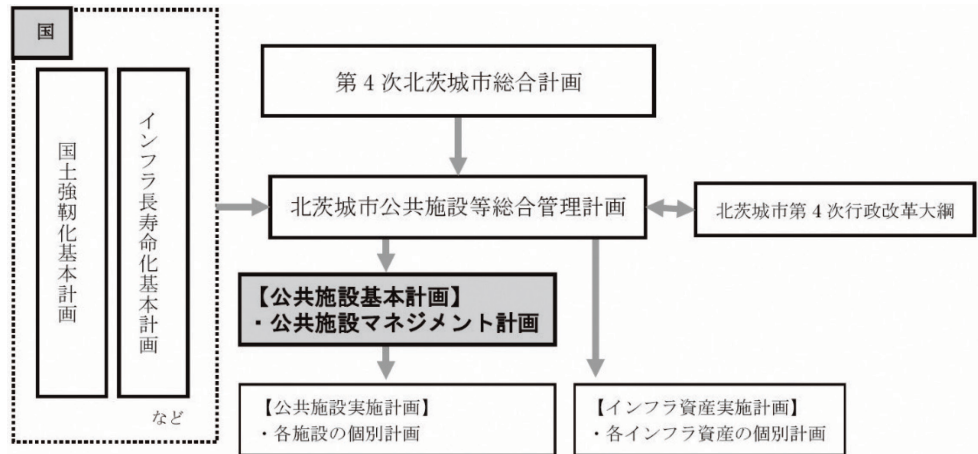 国
国土強靭化基本計画
インフラ長寿命化基本計画
など
第4次北茨城市総合計画
北茨城市公共施設等総合管理計画
北茨城市第4次行政改革大綱
【公共施設基本計画】
・公共施設マネジメント計画
【公共施設実施計画】
・各施設の個別計画
【インフラ資産実施計画】
・各インフラ資産の個別計画